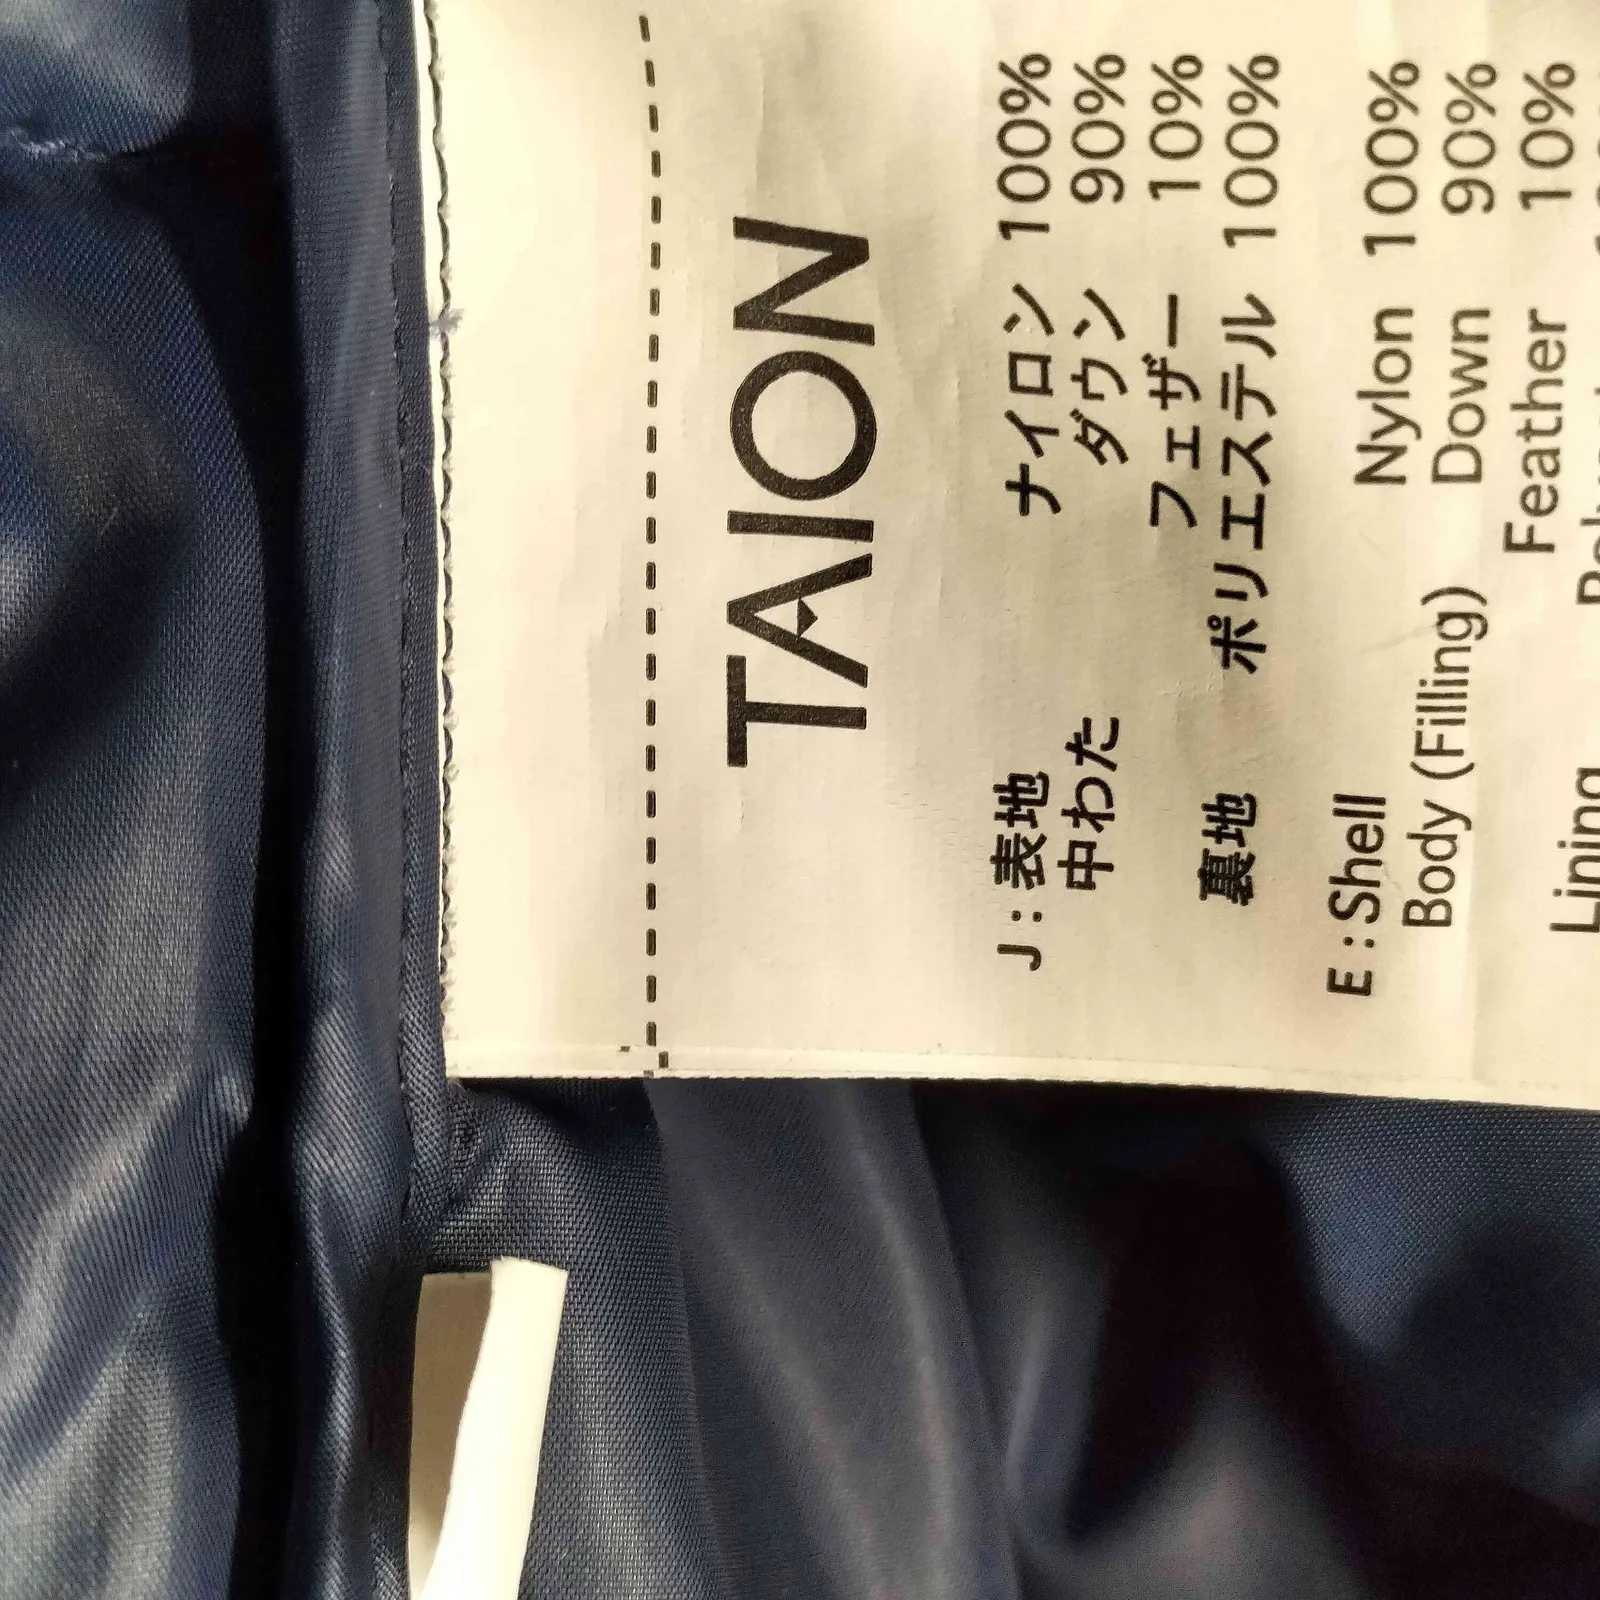 TAION
J : 表地 ナイロン 100%
中わた ダウン 90%
フェザー 10%
裏地 ポリエステル 100%
E : Shell Nylon 100%
Body (Filling) Down 90%
Feather 10%
Lining